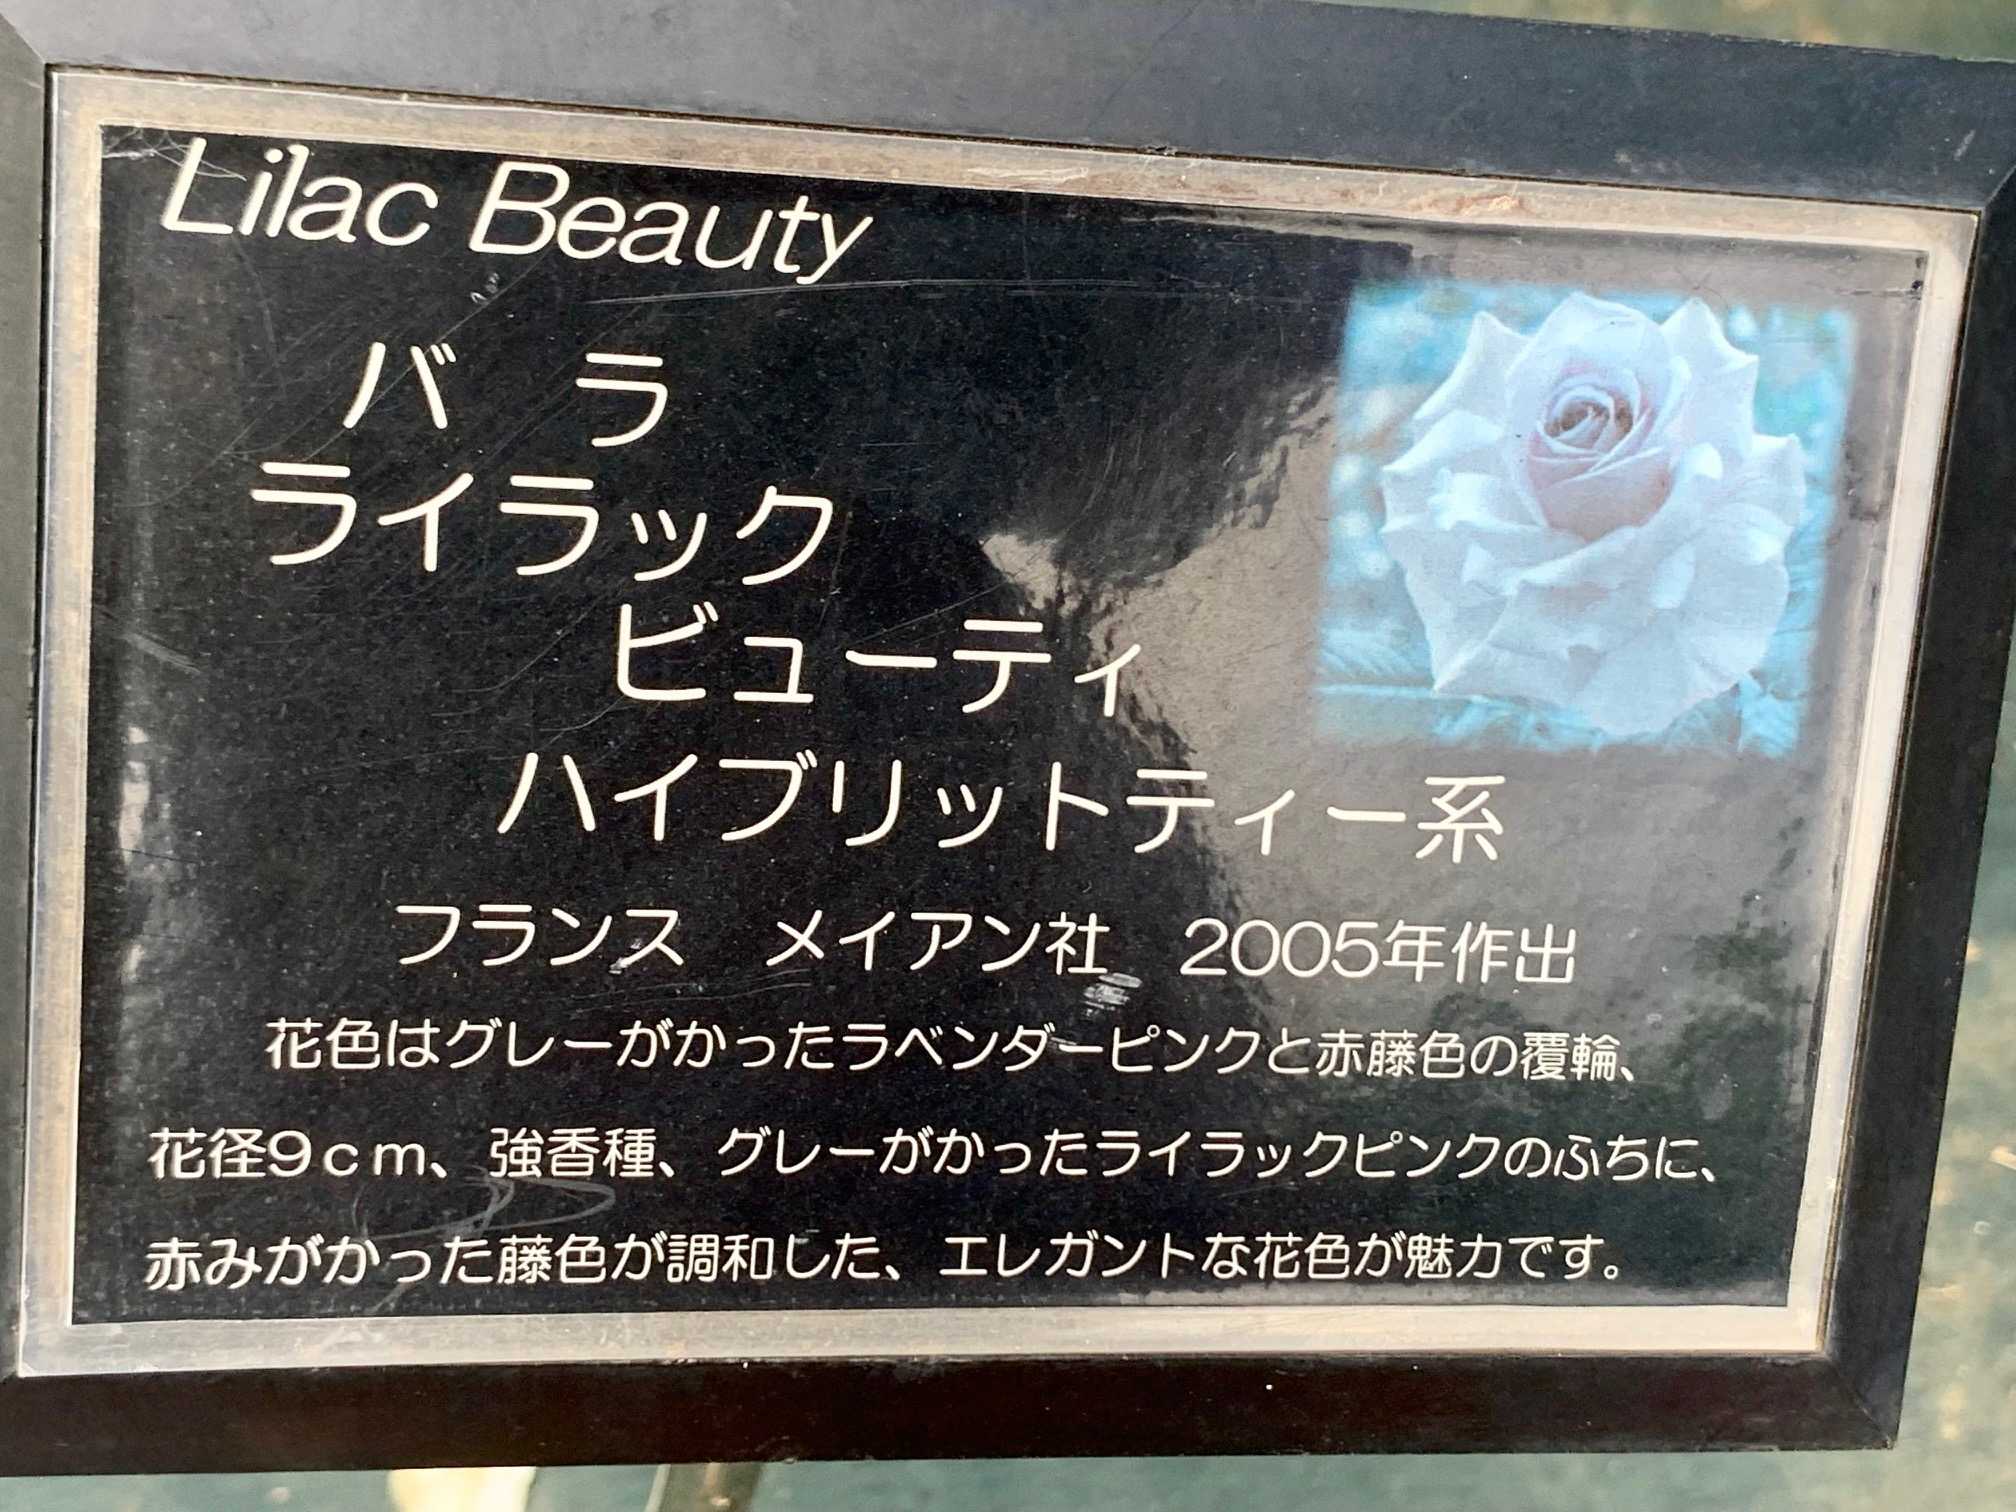 Lilac Beauty
バ　ラ
ライラック
ビューティ
ハイブリットティー系
フランス　メイアン社　2005年作出
花色はグレーがかったラベンダーピンクと赤藤色の覆輪、
花径9cm、強香種、グレーがかったライラックピンクのふちに、
赤みがかった藤色が調和した、エレガントな花色が魅力です。